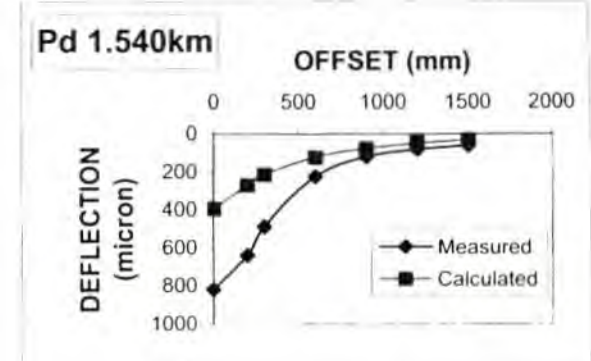 Pd 1.540km
OFFSET (mm)
0 500 1000 1500 2000
0
200
400
600
800
1000
DEFLECTION
(micron)
Measured
Calculated